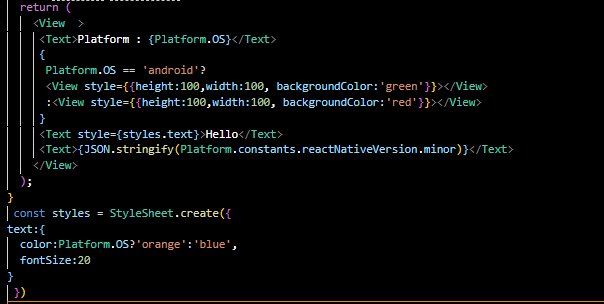 return (
<View  >
<Text>Platform : {Platform.OS}</Text>
{
Platform.OS == 'android'?
<View style={{height:100,width:100, backgroundColor:'green'}}></View>
:<View style={{height:100,width:100, backgroundColor:'red'}}></View>
}
<Text style={styles.text}>Hello</Text>
<Text>{JSON.stringify(Platform.constants.reactNativeVersion.minor)}</Text>
</View>
);
}
const styles = StyleSheet.create({
text:{
color:Platform.OS?'orange':'blue',
fontSize:20
}
})